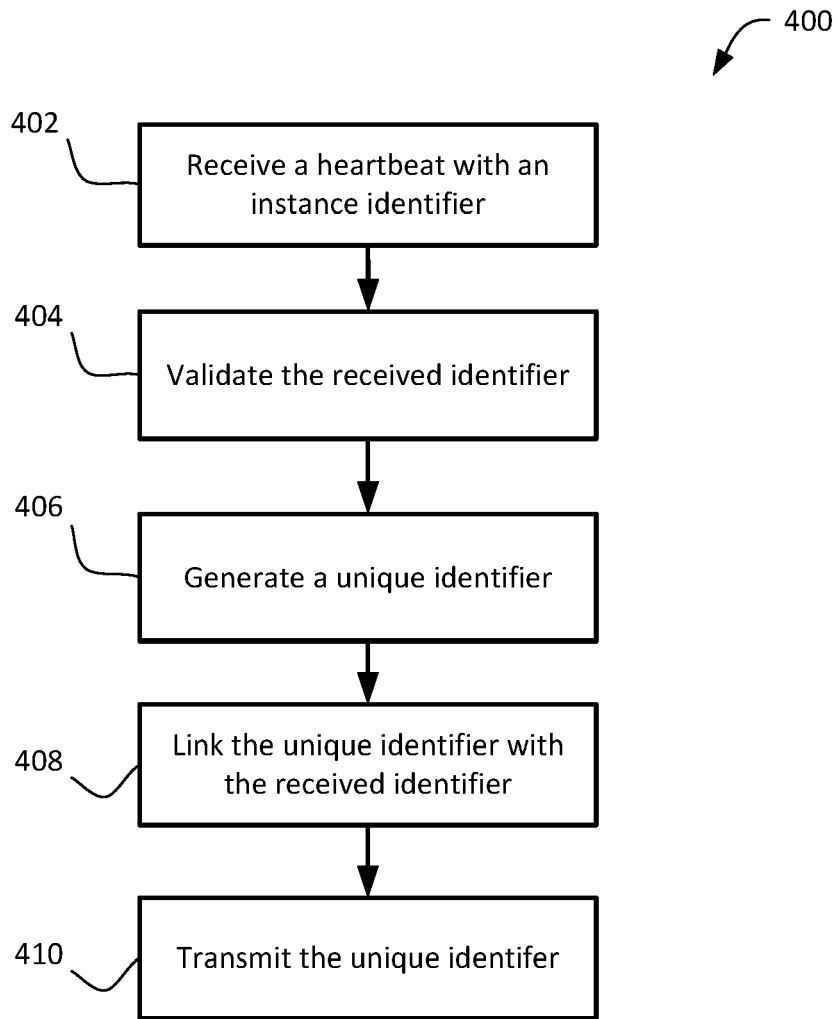 400
402
Receive a heartbeat with an
instance identifier
404
Validate the received identifier
406
Generate a unique identifier
408
Link the unique identifier with
the received identifier
410
Transmit the unique identifer